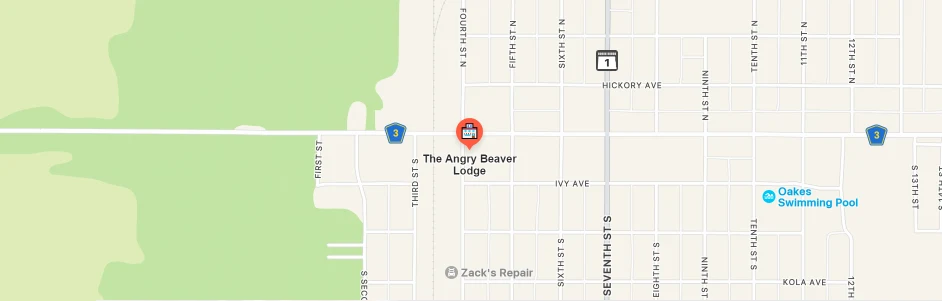 FOURTH ST N
FIFTH ST N
SIXTH ST N
TENTH ST N
11TH ST N
12TH ST N
1
HICKORY AVE
NINTH ST N
3
3
The Angry Beaver
Lodge
FIRST ST
THIRD ST S
IVY AVE
Oakes
Swimming Pool
S 13TH ST
SEVENTH ST S
TENTH ST S
SIXTH ST S
EIGHTH ST S
NINTH ST S
Zack's Repair
KOLA AVE
S SECO
12TH